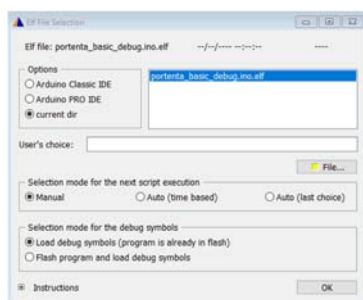 Elf File Selection
Elf file: portenta_basic_debug.ino.elf --/--/---- --:--:-- ----
Options
Arduino Classic IDE
Arduino PRO IDE
current dir
portenta_basic_debug.ino.elf
User's choice:
File...
Selection mode for the next script execution
Manual Auto (time based) Auto (last choice)
Selection mode for the debug symbols
Load debug symbols (program is already in flash)
Flash program and load debug symbols
Instructions OK